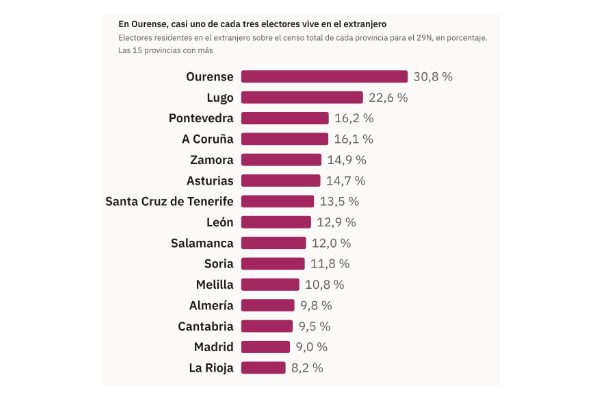 En Ourense, casi uno de cada tres electores vive en el extranjero
Electores residentes en el extranjero sobre el censo total de cada provincia para el 29N, en porcentaje.
Las 15 provincias con más
Ourense 30,8 %
Lugo 22,6 %
Pontevedra 16,2 %
A Coruña 16,1 %
Zamora 14,9 %
Asturias 14,7 %
Santa Cruz de Tenerife 13,5 %
León 12,9 %
Salamanca 12,0 %
Soria 11,8 %
Melilla 10,8 %
Almería 9,8 %
Cantabria 9,5 %
Madrid 9,0 %
La Rioja 8,2 %